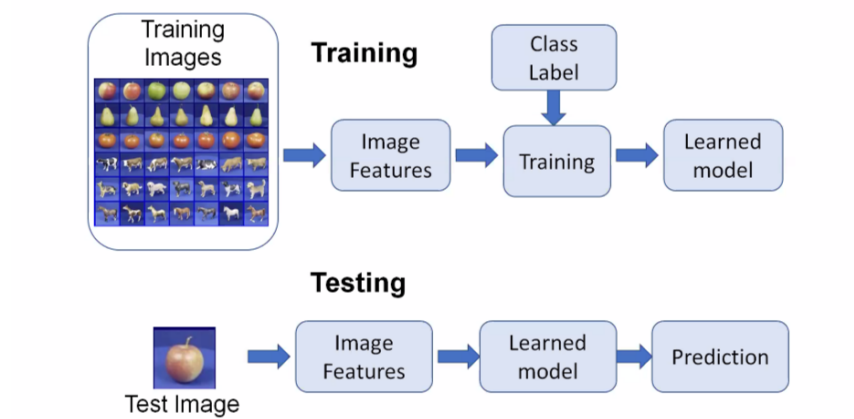 Training
Images
Training
Class
Label
Image
Features
Training
Learned
model
Testing
Image
Features
Learned
model
Prediction
Test Image